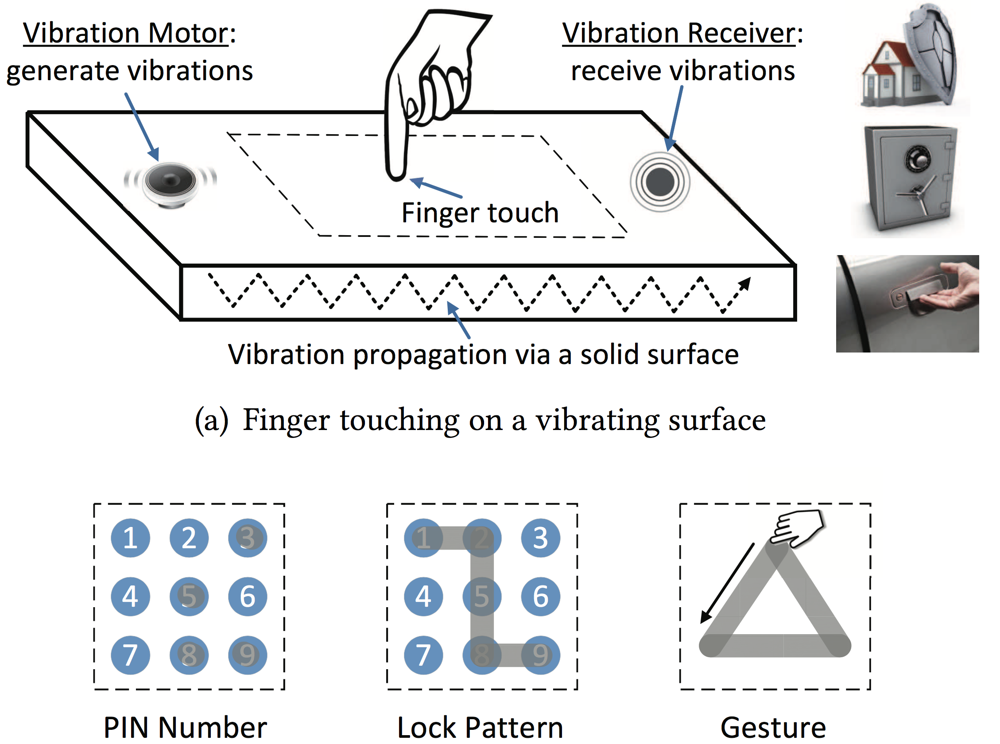 Vibration Motor:
generate vibrations
Vibration Receiver:
receive vibrations
Finger touch
Vibration propagation via a solid surface
(a) Finger touching on a vibrating surface
1 2 3
4 5 6
7 8 9
PIN Number
1 2 3
4 5 6
7 8 9
Lock Pattern
Gesture